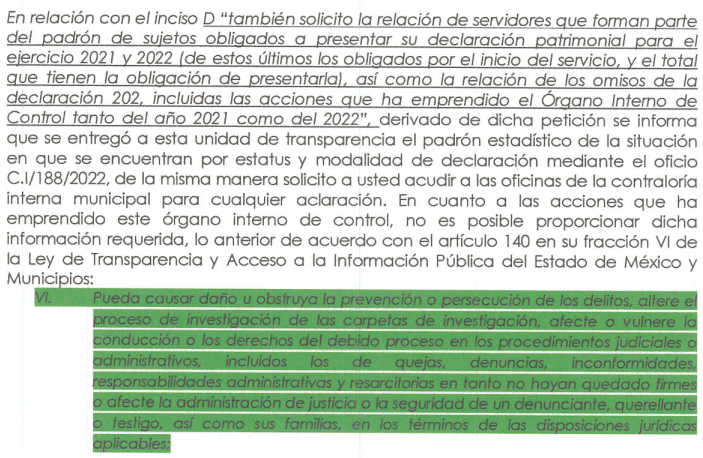 En relación con el inciso D “también solicito la relación de servidores que forman parte
del padrón de sujetos obligados a presentar su declaración patrimonial para el
ejercicio 2021 y 2022 (de estos últimos los obligados por el inicio del servicio, y el total
que tienen la obligación de presentarla), así como la relación de los omisos de la
declaración 202, incluidas las acciones que ha emprendido el Órgano Interno de
Control tanto del año 2021 como del 2022”, derivado de dicha petición se informa
que se entregó a esta unidad de transparencia el padrón estadístico de la situación
en que se encuentran por estatus y modalidad de declaración mediante el oficio
C.I/188/2022, de la misma manera solicito a usted acudir a las oficinas de la contraloría
interna municipal para cualquier aclaración. En cuanto a las acciones que ha
emprendido este órgano interno de control, no es posible proporcionar dicha
información requerida, lo anterior de acuerdo con el artículo 140 en su fracción VI de
la Ley de Transparencia y Acceso a la Información Pública del Estado de México y
Municipios:
VI. Pueda causar daño u obstruya la prevención o persecución de los delitos, altere el
proceso de investigación de las carpetas de investigación, afecte o vulnere la
conducción o los derechos del debido proceso en los procedimientos judiciales o
administrativos, incluidos los de quejas, denuncias, inconformidades,
responsabilidades administrativas y resarcitorias en tanto no hayan quedado firmes
o afecte la administración de justicia o la seguridad de un denunciante, querellante
o testigo, así como sus familias, en los términos de las disposiciones jurídicas
aplicables;